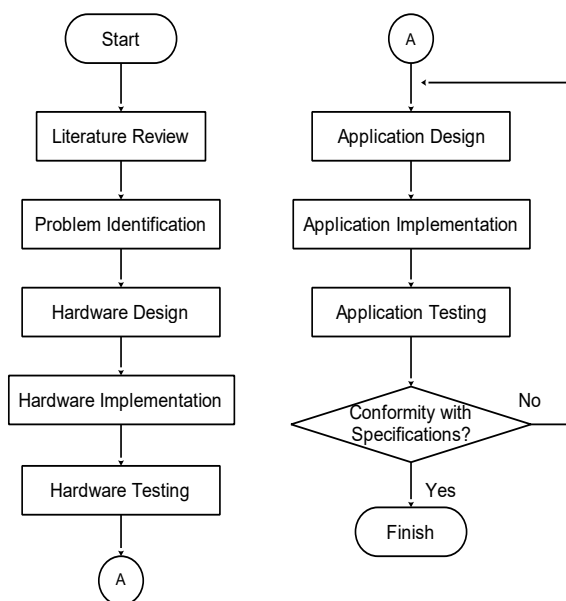 Start
Literature Review
Problem Identification
Hardware Design
Hardware Implementation
Hardware Testing
A
A
Application Design
Application Implementation
Application Testing
Conformity with
Specifications?
No
Yes
Finish